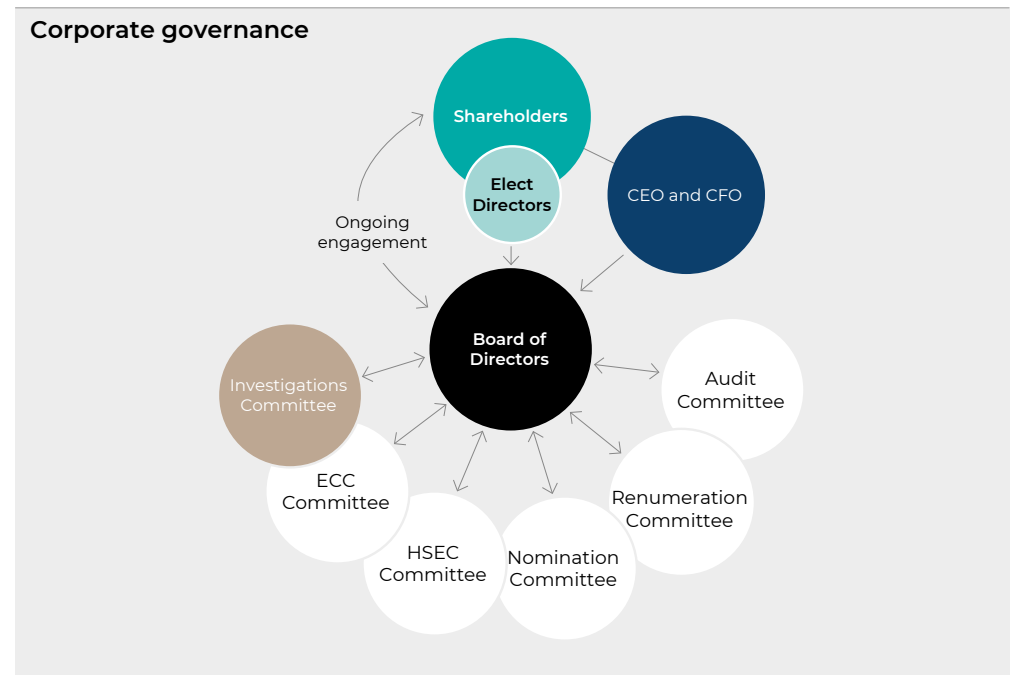 Corporate governance
Shareholders
Elect
Directors
CEO and CFO
Ongoing
engagement
Board of
Directors
Investigations
Committee
Audit
Committee
ECC
Committee
Renumeration
Committee
HSEC
Committee
Nomination
Committee